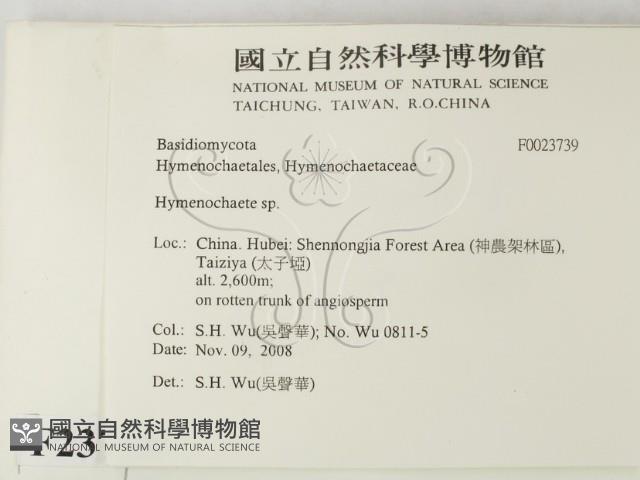 國立自然科學博物館
NATIONAL MUSEUM OF NATURAL SCIENCE
TAICHUNG, TAIWAN, R.O.CHINA
Basidiomycota F0023739
Hymenochaetales, Hymenochaetaceae
Hymenochaete sp.
Loc.: China. Hubei: Shennongjia Forest Area (神農架林區),
Taiziya (太子埡)
alt. 2,600m;
on rotten trunk of angiosperm
Col.: S.H. Wu(吳聲華); No. Wu 0811-5
Date: Nov. 09, 2008
Det.: S.H. Wu(吳聲華)
F23
國立自然科學博物館
NATIONAL MUSEUM OF NATURAL SCIENCE